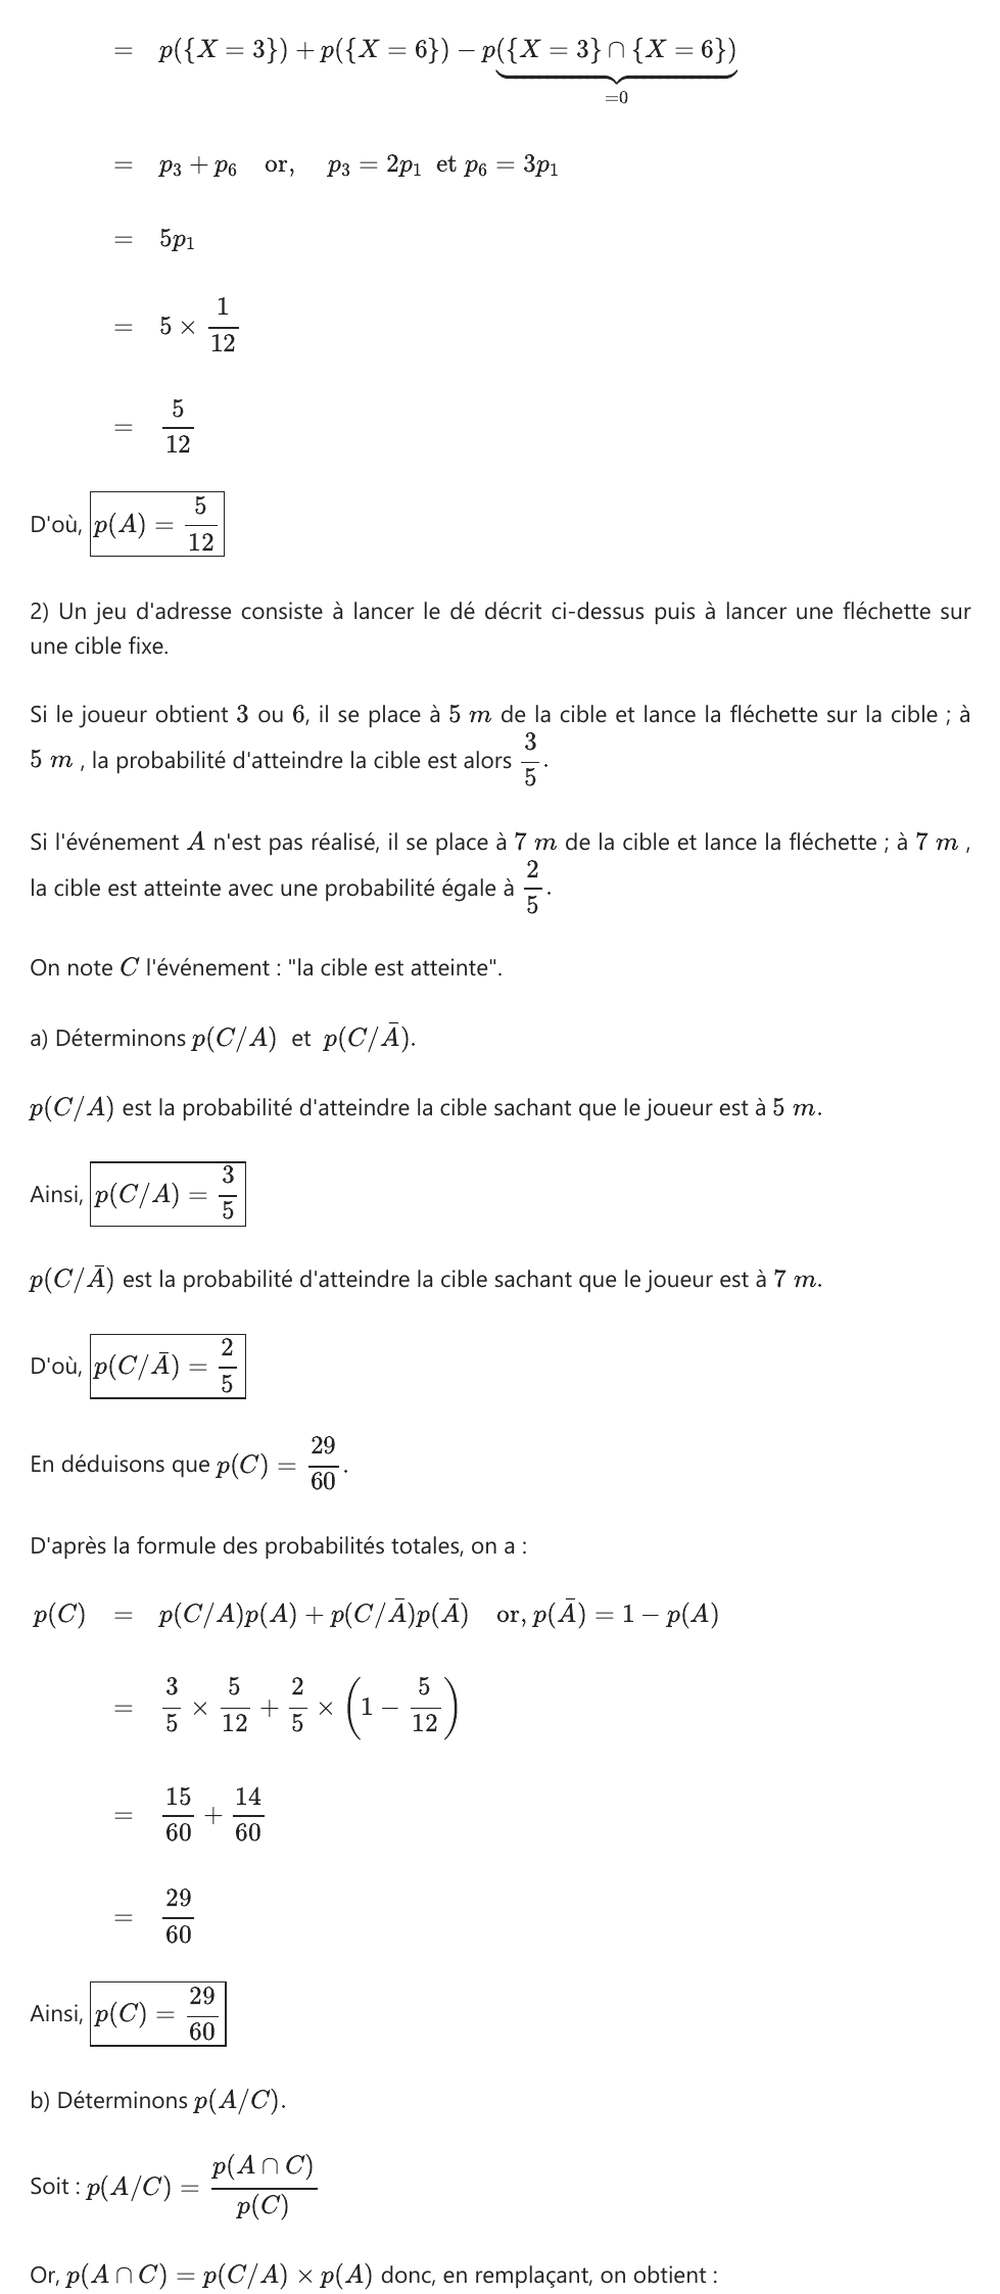 = p({X = 3}) + p({X = 6}) − p({X = 3} ∩ {X = 6})
=0
= p₃ + p₆ or, p₃ = 2p₁ et p₆ = 3p₁
= 5p₁
= 5 × 1/12
= 5/12
D'où, p(A) = 5/12
2) Un jeu d'adresse consiste à lancer le dé décrit ci-dessus puis à lancer une fléchette sur
une cible fixe.
Si le joueur obtient 3 ou 6, il se place à 5 m de la cible et lance la fléchette sur la cible ; à
5 m , la probabilité d'atteindre la cible est alors 3/5.
Si l'événement A n'est pas réalisé, il se place à 7 m de la cible et lance la fléchette ; à 7 m ,
la cible est atteinte avec une probabilité égale à 2/5.
On note C l'événement : "la cible est atteinte".
a) Déterminons p(C/A) et p(C/Ā).
p(C/A) est la probabilité d'atteindre la cible sachant que le joueur est à 5 m.
Ainsi, p(C/A) = 3/5
p(C/Ā) est la probabilité d'atteindre la cible sachant que le joueur est à 7 m.
D'où, p(C/Ā) = 2/5
En déduisons que p(C) = 29/60.
D'après la formule des probabilités totales, on a :
p(C) = p(C/A)p(A) + p(C/Ā)p(Ā) or, p(Ā) = 1 − p(A)
= 3/5 × 5/12 + 2/5 × (1 − 5/12)
= 15/60 + 14/60
= 29/60
Ainsi, p(C) = 29/60
b) Déterminons p(A/C).
Soit : p(A/C) = p(A ∩ C)/p(C)
Or, p(A ∩ C) = p(C/A) × p(A) donc, en remplaçant, on obtient :